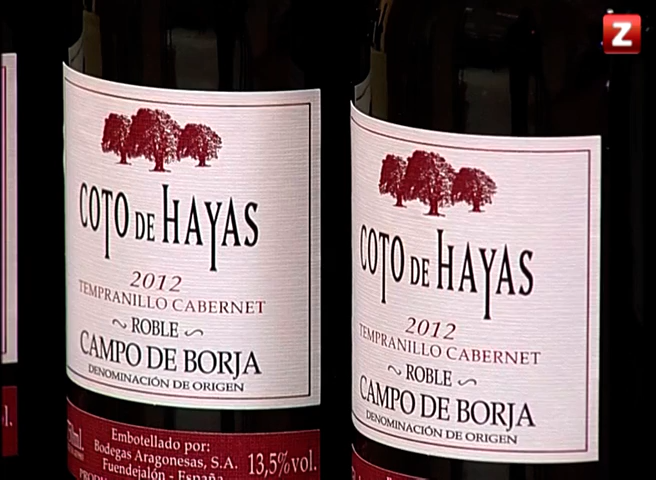 Z
COTO DE HAYAS
2012
TEMPRANILLO CABERNET
~ ROBLE ~
CAMPO DE BORJA
DENOMINACIÓN DE ORIGEN
Embotellado por:
Bodegas Aragonesas, S.A.
13,5% vol.
Fuendejalón - España
COTO DE HAYAS
2012
TEMPRANILLO CABERNET
~ ROBLE ~
CAMPO DE BORJA
DENOMINACIÓN DE ORIGEN